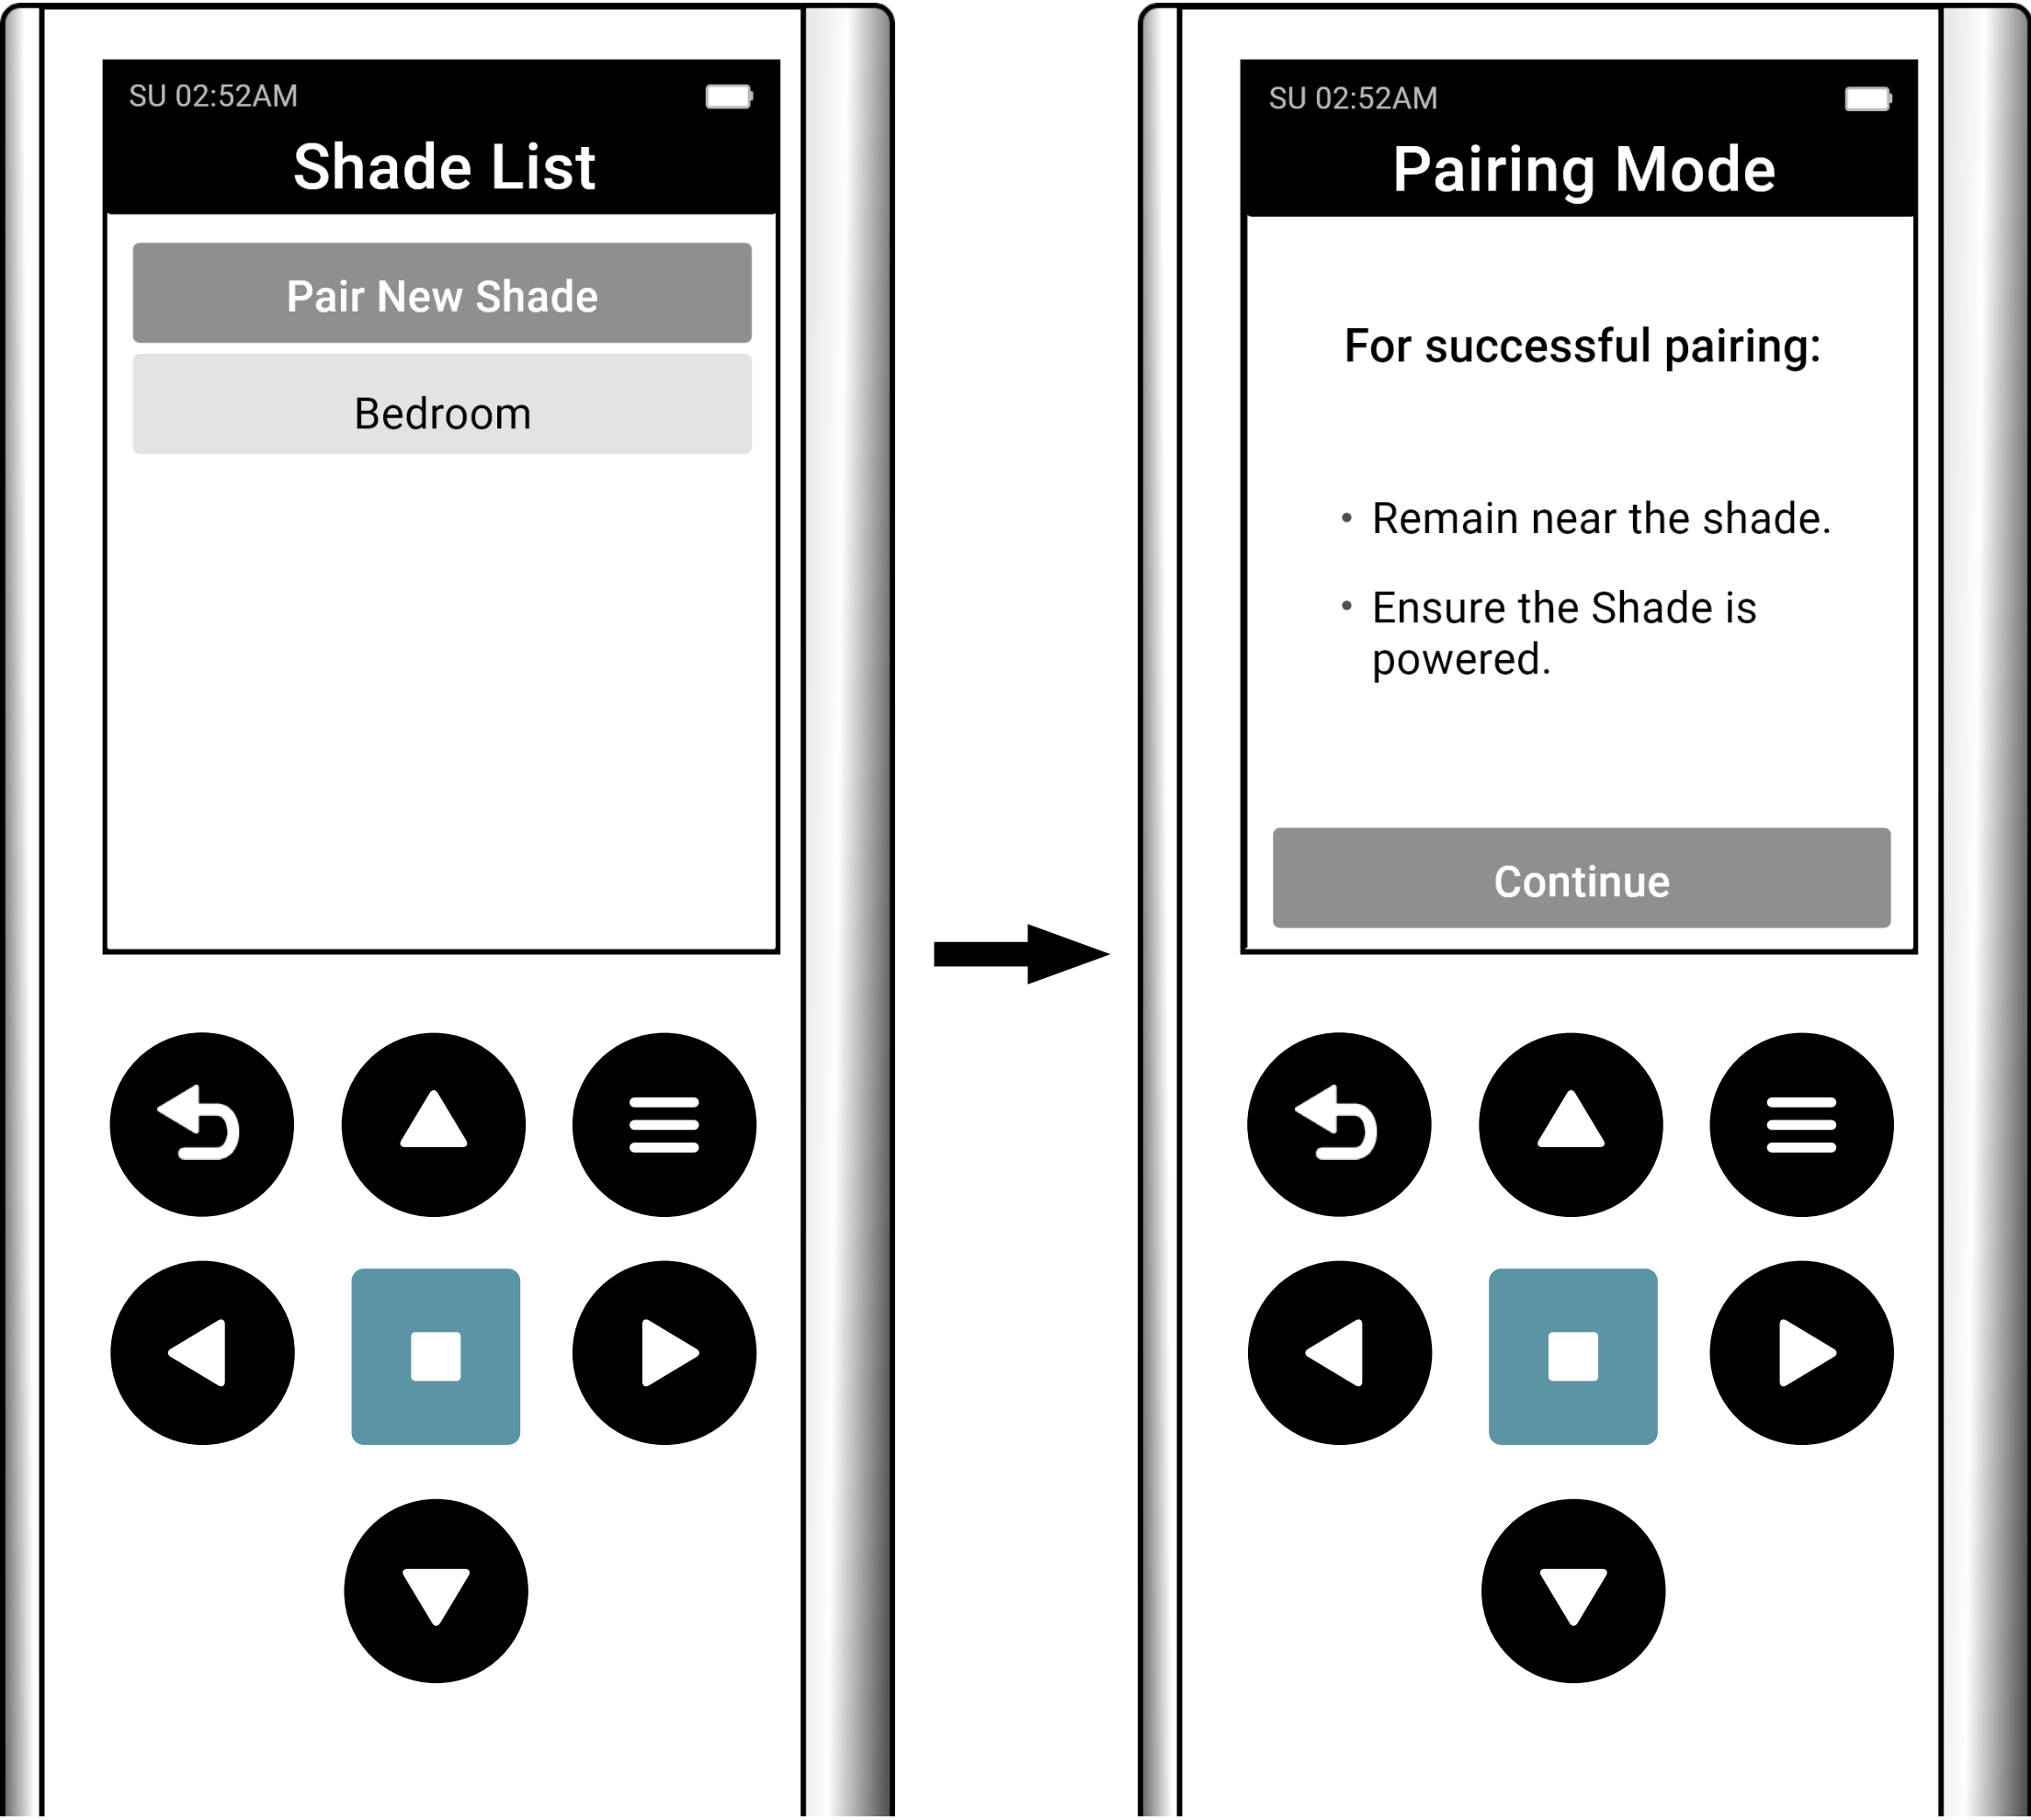 SU 02:52AM
Shade List
Pair New Shade
Bedroom
SU 02:52AM
Pairing Mode
For successful pairing:
• Remain near the shade.
• Ensure the Shade is
powered.
Continue